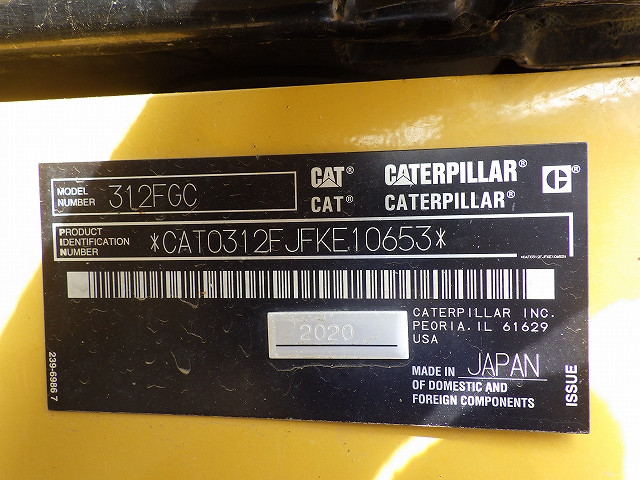 MODEL NUMBER 312FGC
CAT® CATERPILLAR®
CAT® CATERPILLAR®
PRODUCT IDENTIFICATION NUMBER *CAT0312FJFKE10653*
2020
CATERPILLAR INC.
PEORIA. IL 61629
USA
MADE IN JAPAN
OF DOMESTIC AND
FOREIGN COMPONENTS
ISSUE
239-6986 7